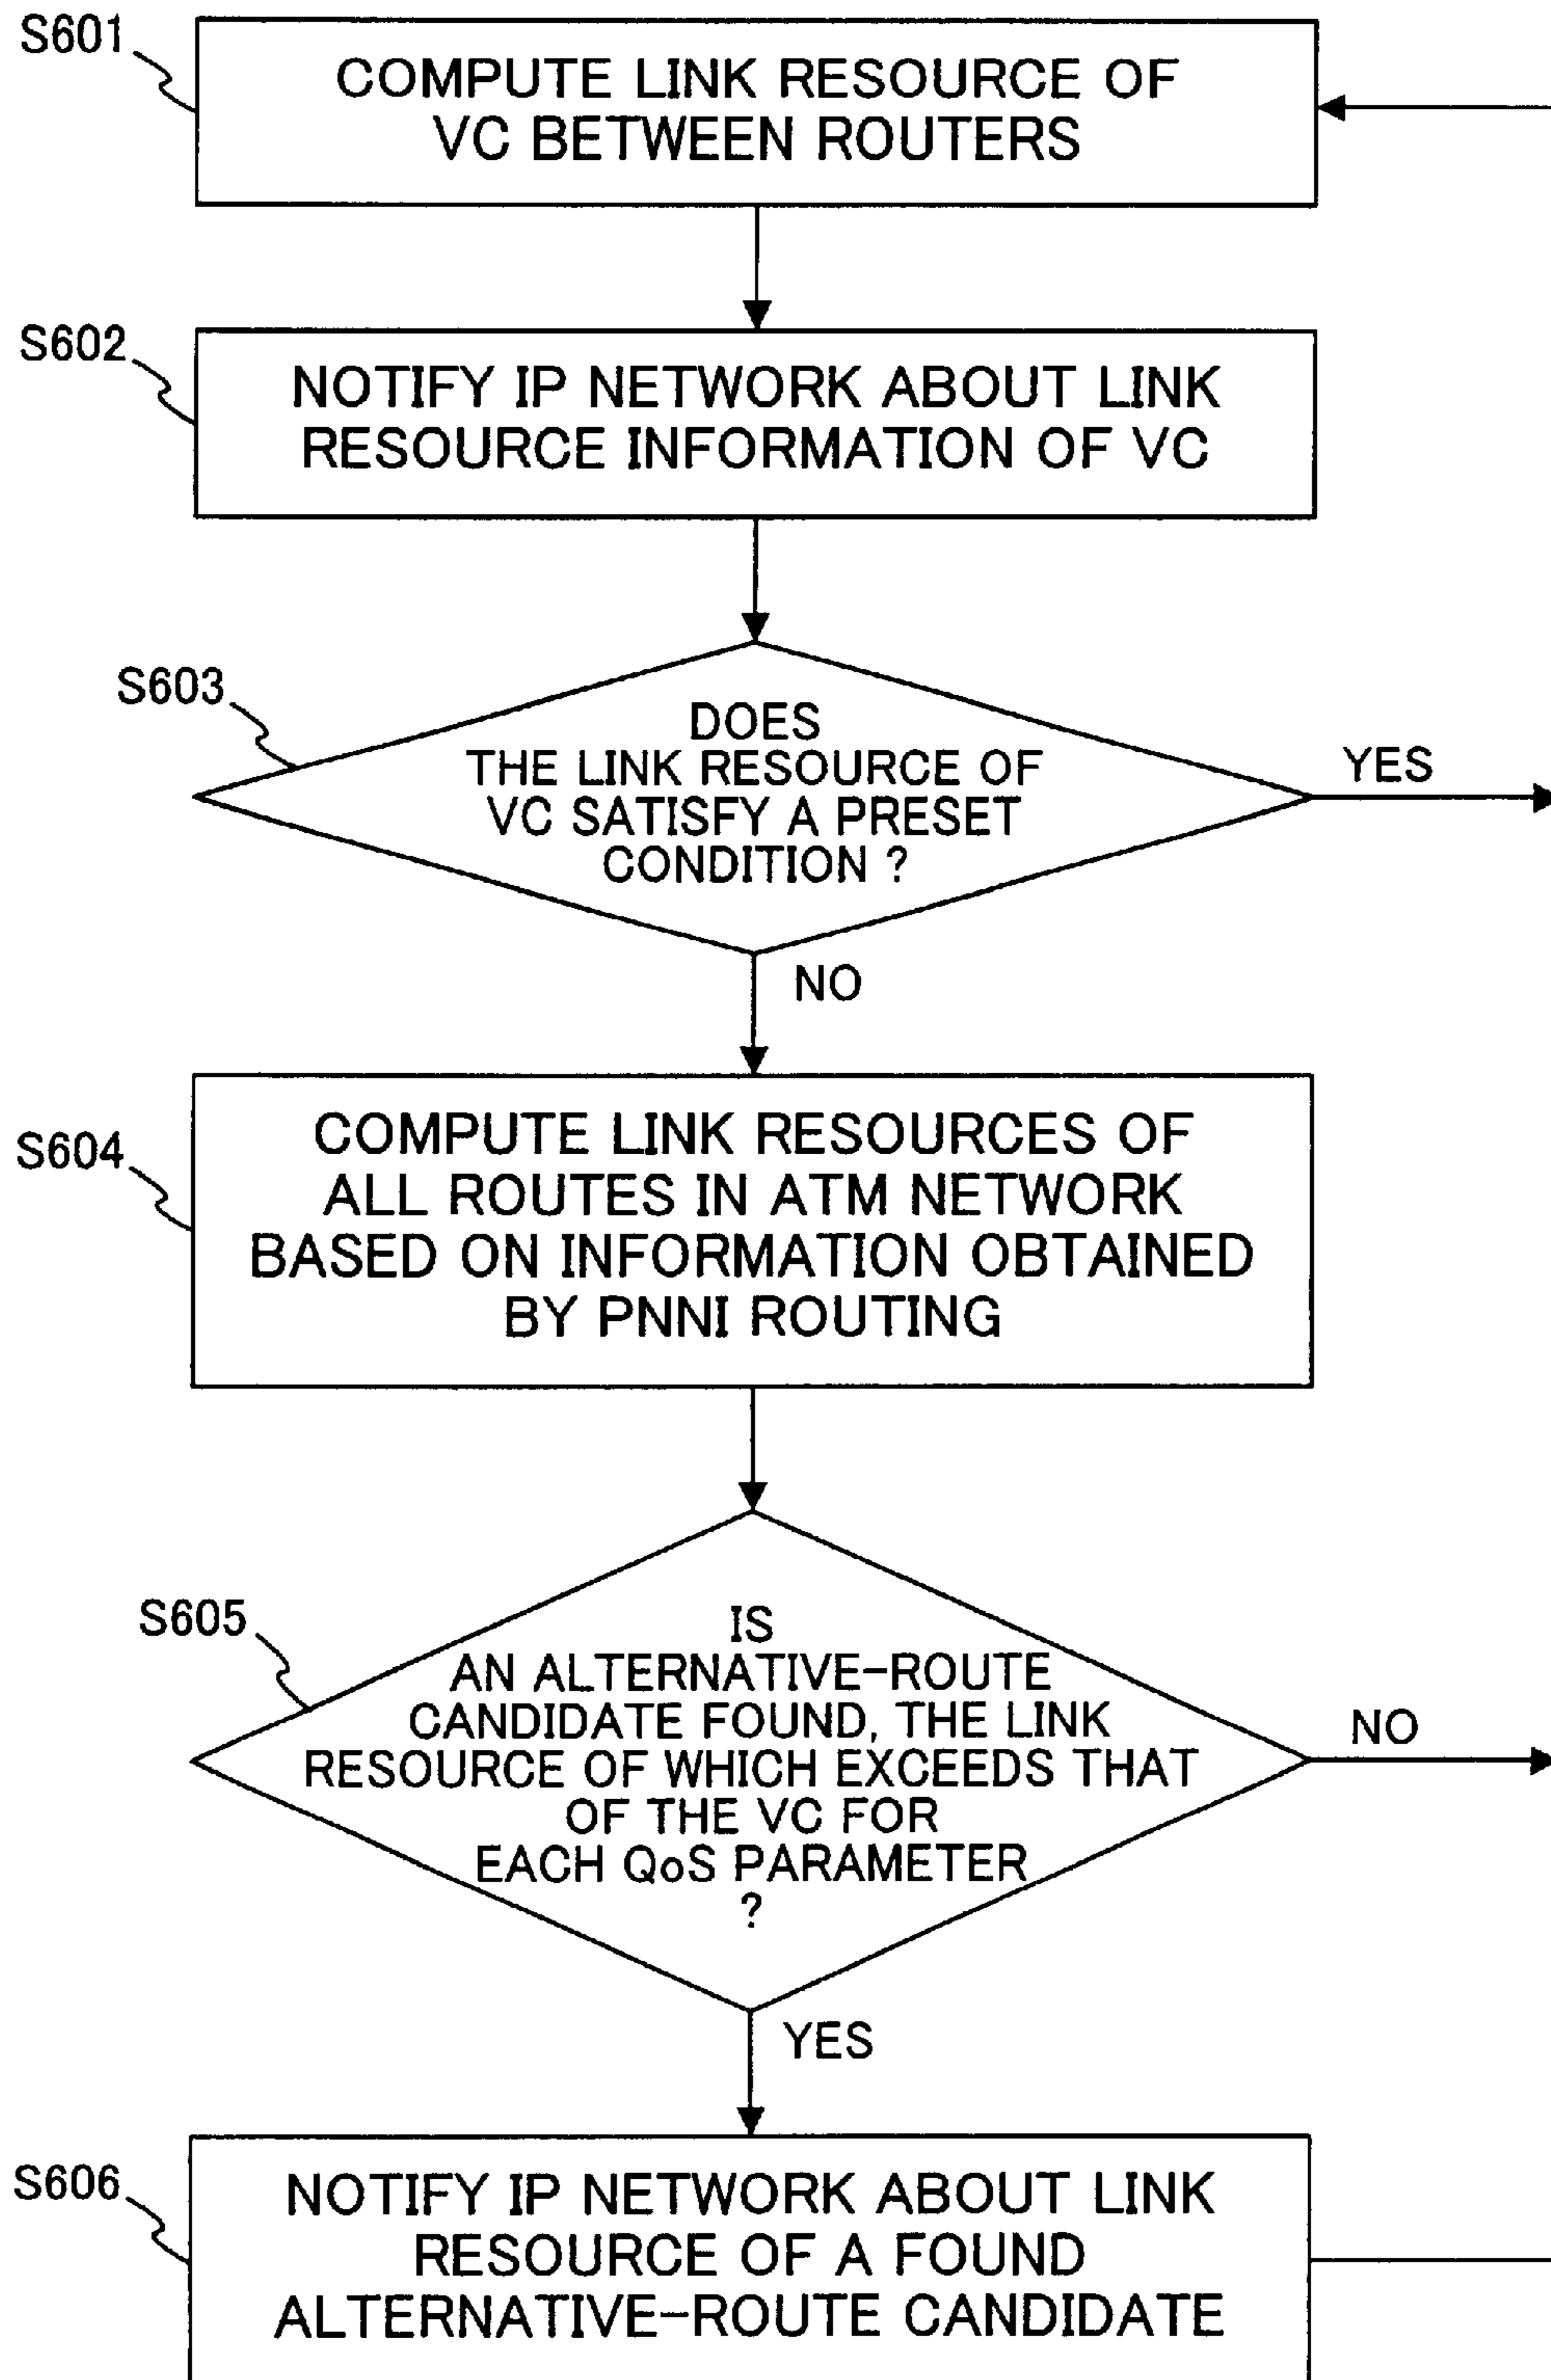 S601
COMPUTE LINK RESOURCE OF
VC BETWEEN ROUTERS
S602
NOTIFY IP NETWORK ABOUT LINK
RESOURCE INFORMATION OF VC
S603
DOES
THE LINK RESOURCE OF
VC SATISFY A PRESET
CONDITION ?
YES
NO
S604
COMPUTE LINK RESOURCES OF
ALL ROUTES IN ATM NETWORK
BASED ON INFORMATION OBTAINED
BY PNNI ROUTING
S605
IS
AN ALTERNATIVE-ROUTE
CANDIDATE FOUND, THE LINK
RESOURCE OF WHICH EXCEEDS THAT
OF THE VC FOR
EACH QoS PARAMETER
?
NO
YES
S606
NOTIFY IP NETWORK ABOUT LINK
RESOURCE OF A FOUND
ALTERNATIVE-ROUTE CANDIDATE